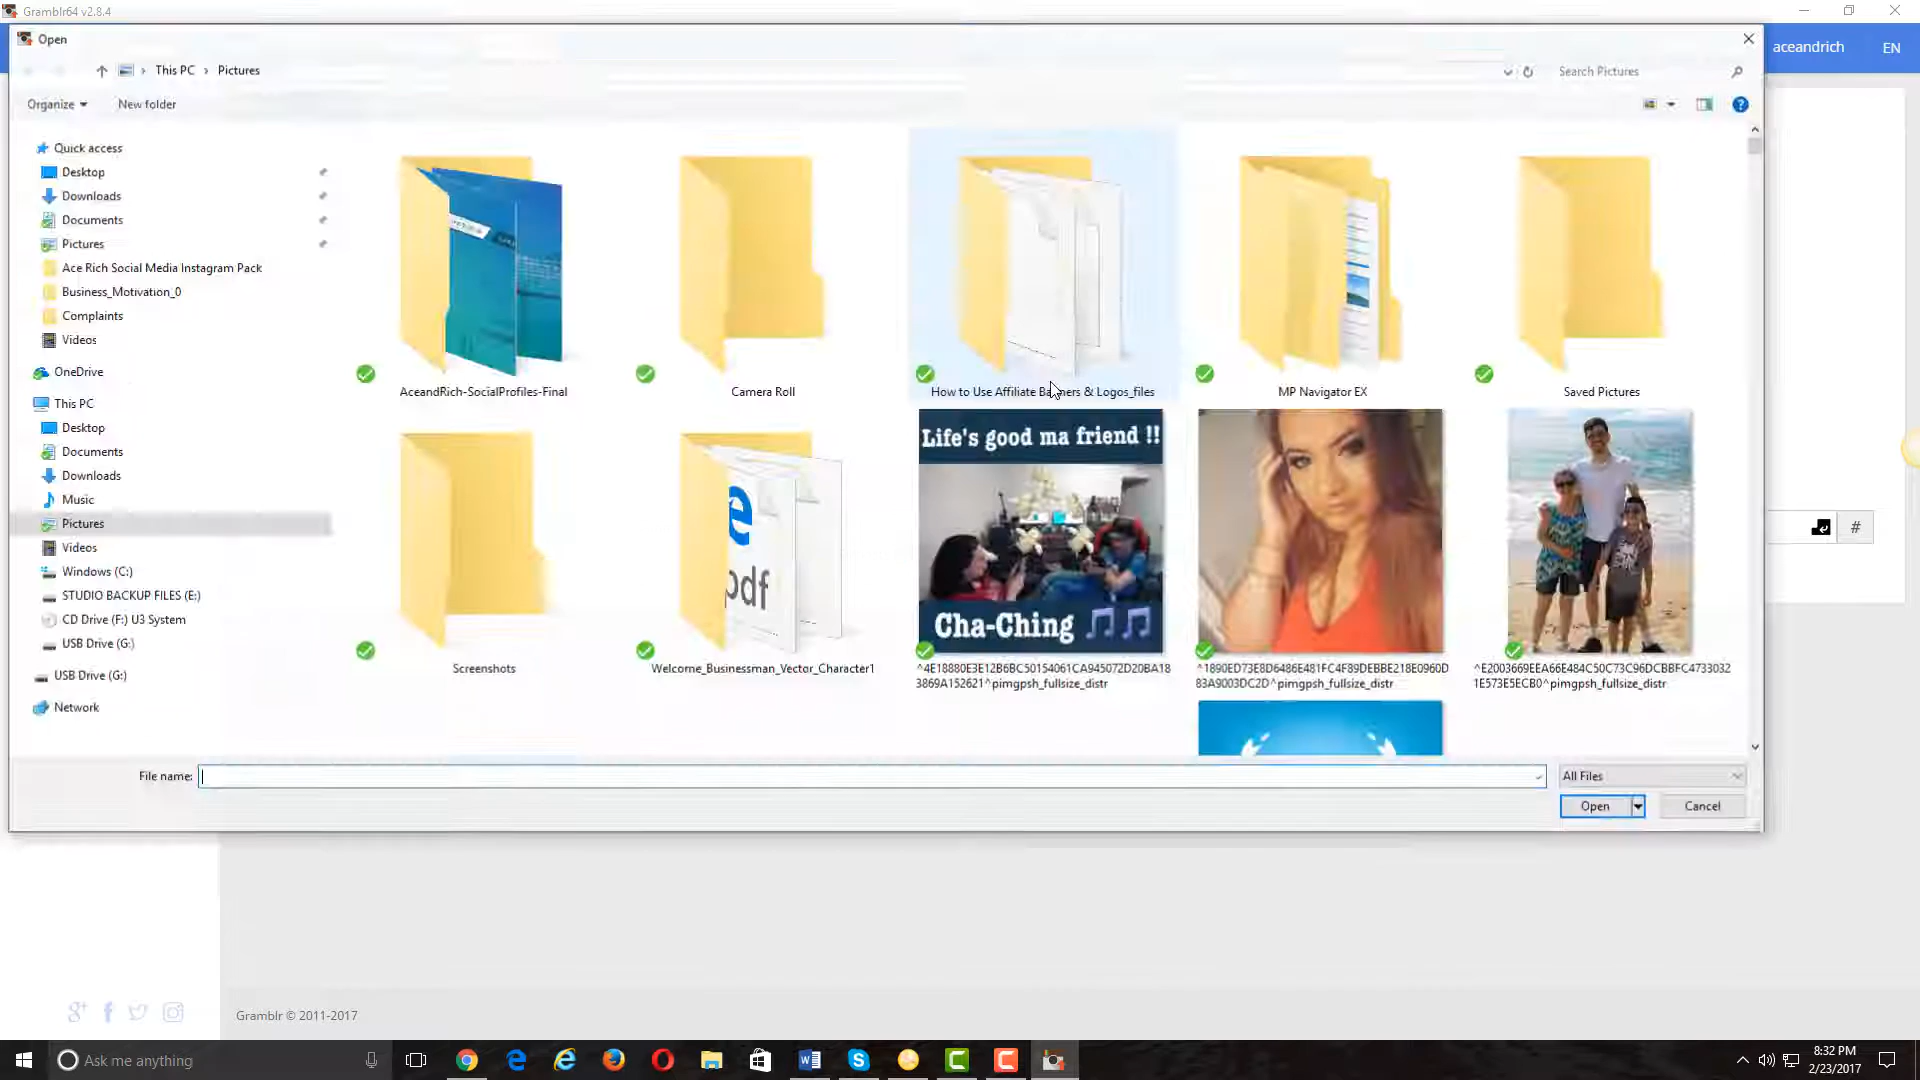 Gramblr64 v2.8.4
Open
aceandrich
EN
This PC
Pictures
Search Pictures
Organize
New folder
Quick access
Desktop
Downloads
Documents
Pictures
Ace Rich Social Media Instagram Pack
Business_Motivation_0
Complaints
Videos
OneDrive
This PC
Desktop
Documents
Downloads
Music
Pictures
Videos
Windows (C:)
STUDIO BACKUP FILES (E:)
CD Drive (F:) U3 System
USB Drive (G:)
USB Drive (G:)
Network
AceandRich-SocialProfiles-Final
Camera Roll
How to Use Affiliate Banners & Logos_files
MP Navigator EX
Saved Pictures
Screenshots
pdf
Welcome_Businessman_Vector_Character1
Life's good ma friend !!
Cha-Ching
^4E18880E3E12B6BC50154061CA945072D20BA18
3869A152621^pimgpsh_fullsize_distr
^1890ED73E8D6486E481FC4F89DEBBE218E0960D
83A9003DC2D^pimgpsh_fullsize_distr
^E2003669EEA66E484C50C73C96DCBBFC4733032
1E573E5ECB0^pimgpsh_fullsize_distr
#
File name:
All Files
Open
Cancel
Gramblr © 2011-2017
Ask me anything
8:32 PM
2/23/2017